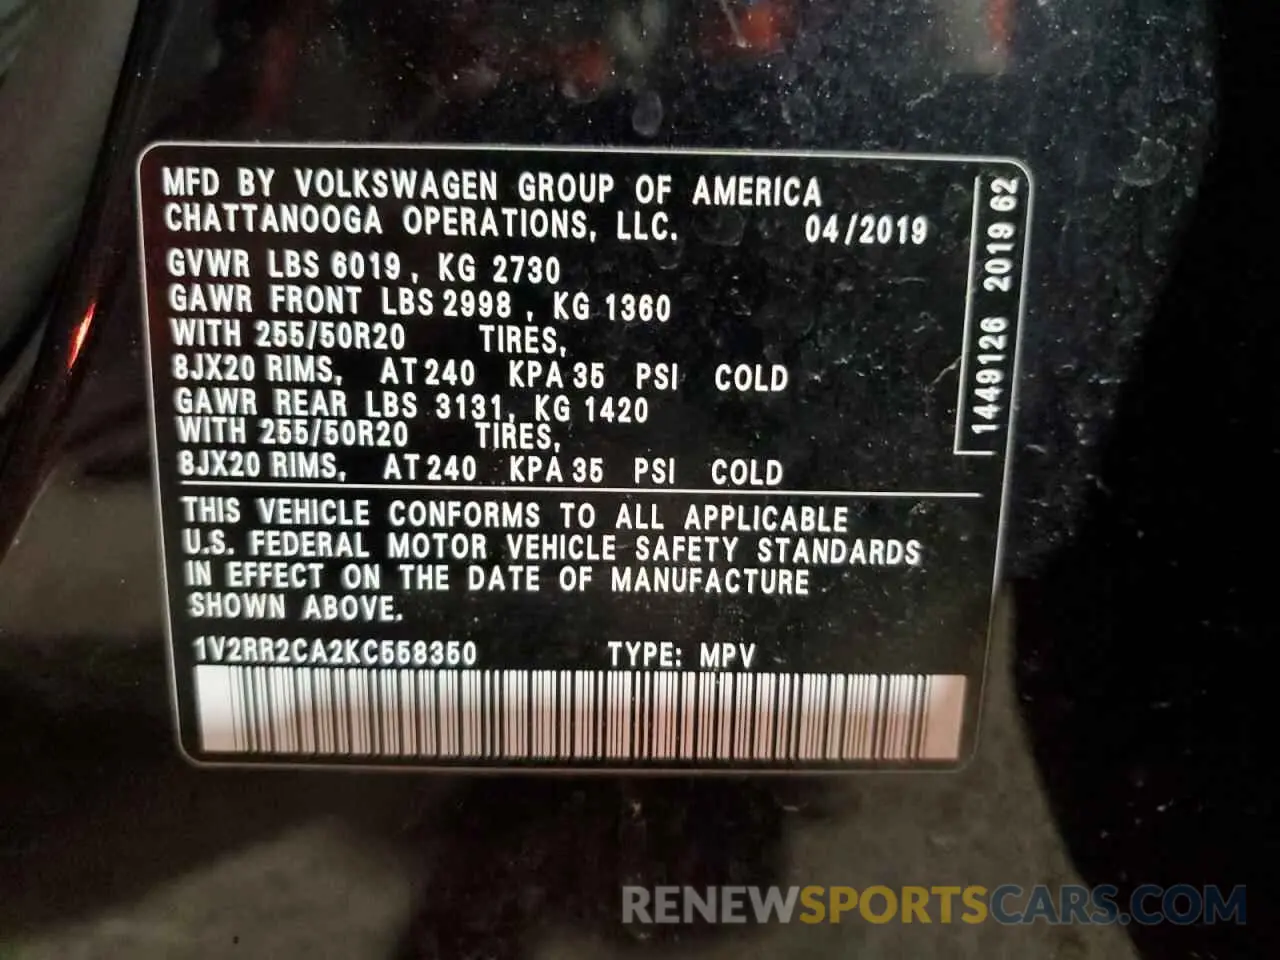 MFD BY VOLKSWAGEN GROUP OF AMERICA
CHATTANOOGA OPERATIONS, LLC. 04/2019
GVWR LBS 6019, KG 2730
GAWR FRONT LBS 2998 , KG 1360
WITH 255/50R20 TIRES,
8JX20 RIMS, AT 240 KPA 35 PSI COLD
GAWR REAR LBS 3131, KG 1420
WITH 255/50R20 TIRES,
8JX20 RIMS, AT 240 KPA 35 PSI COLD
THIS VEHICLE CONFORMS TO ALL APPLICABLE
U.S. FEDERAL MOTOR VEHICLE SAFETY STANDARDS
IN EFFECT ON THE DATE OF MANUFACTURE
SHOWN ABOVE.
1V2RR2CA2KC558350 TYPE: MPV
1449126 2019 62
RENEWSPORTSCARS.COM